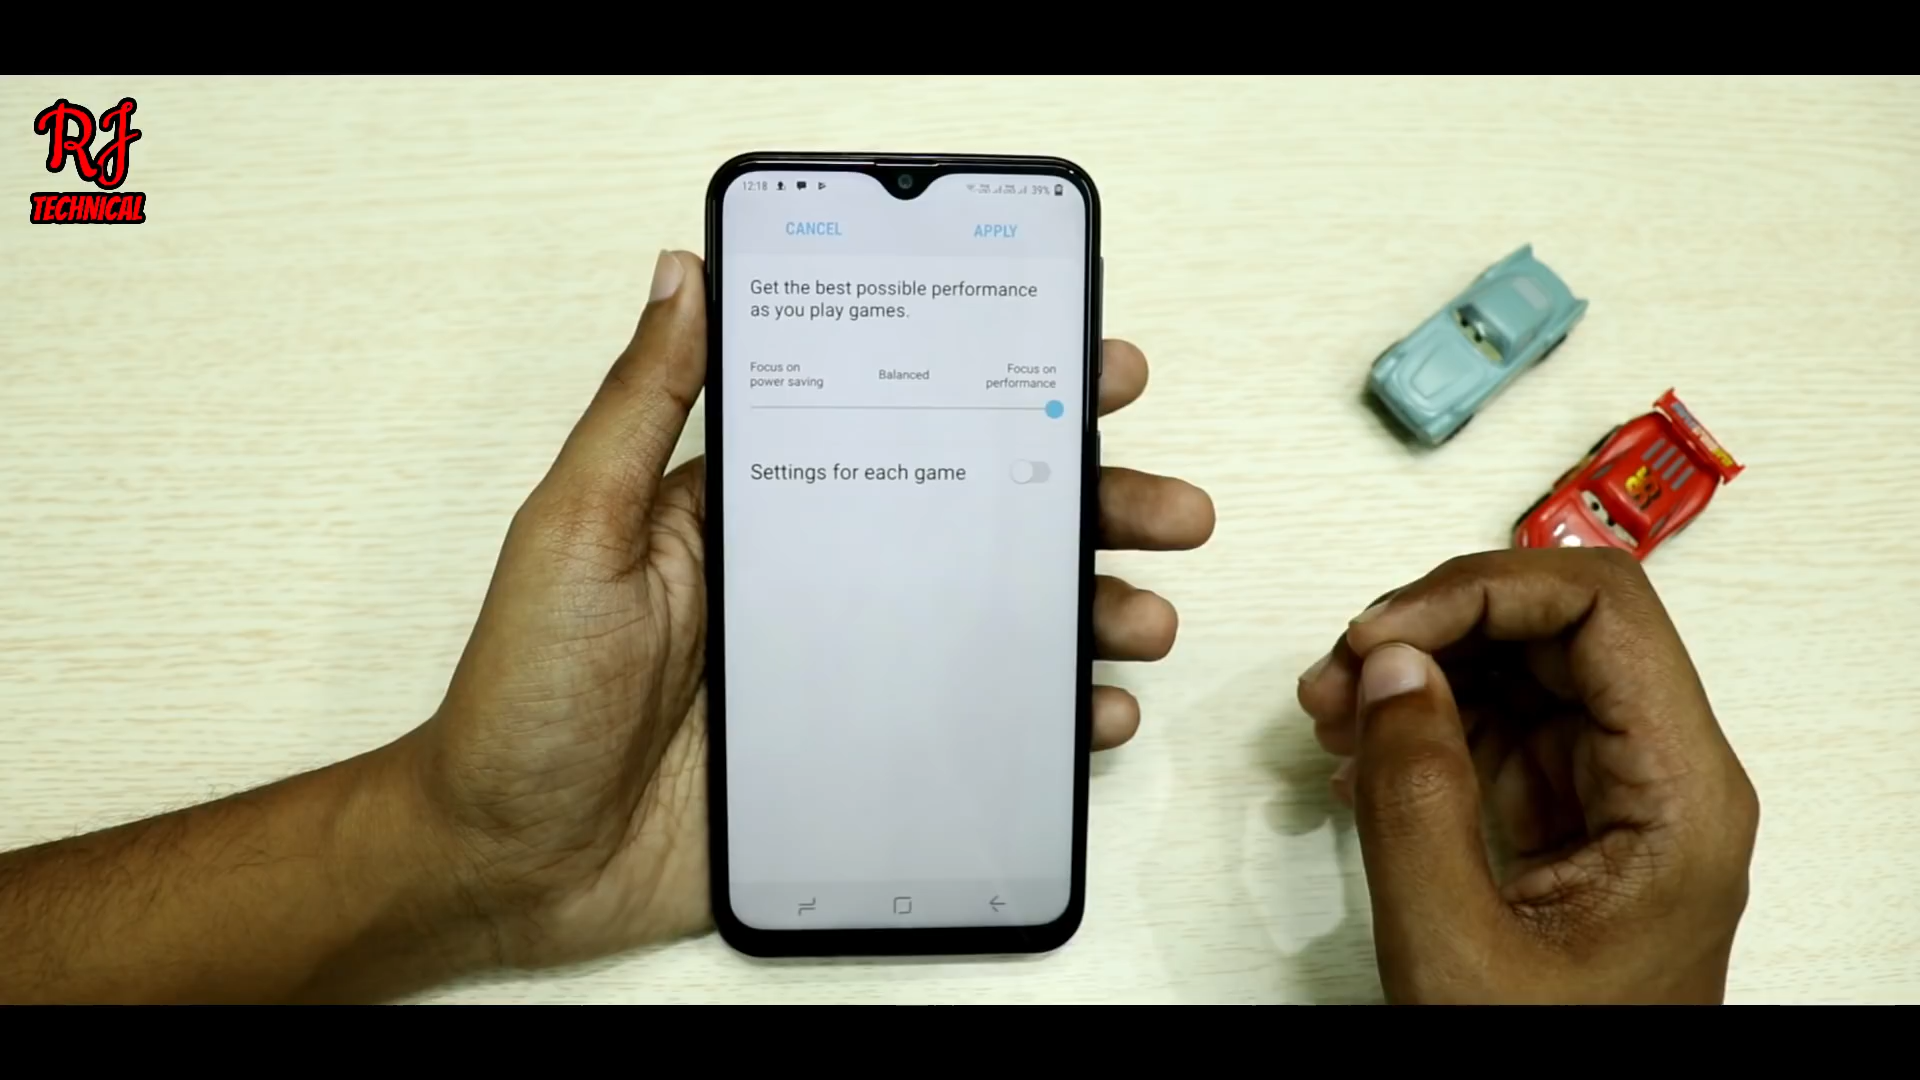 RJ
TECHNICAL
12:18
39%
CANCEL
APPLY
Get the best possible performance
as you play games.
Focus on
power saving
Balanced
Focus on
performance
Settings for each game